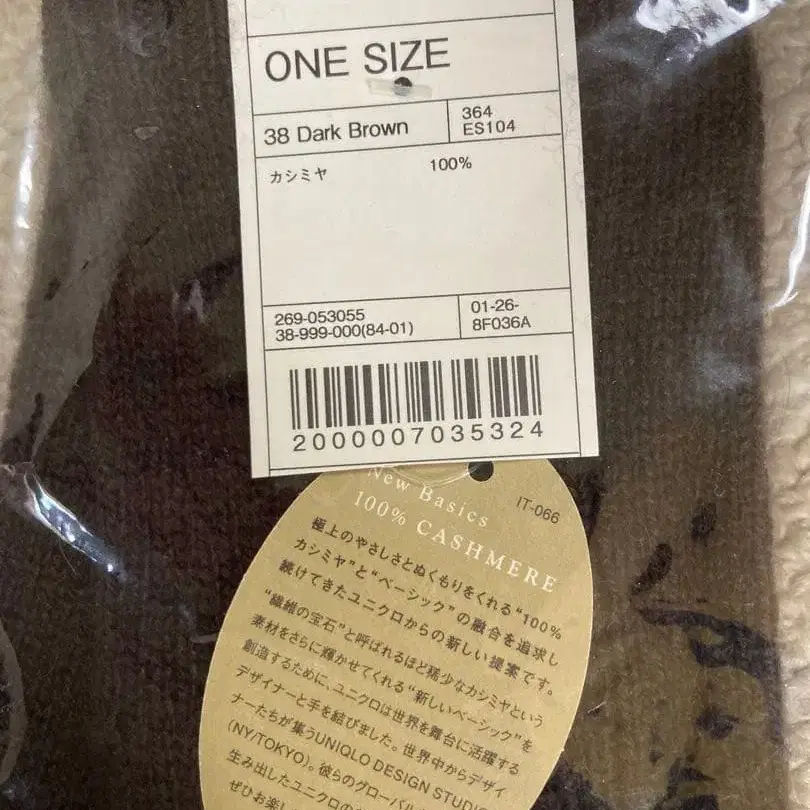 ONE SIZE
38 Dark Brown
364
ES104
カシミヤ 100%
269-053055
38-999-000(84-01)
01-26-
8F036A
2000007035324
New Basics
IT-066
100% CASHMERE
極上のやさしさとぬくもりをくれる“100%
カシミヤ”と“ベーシック”の融合を追求し
続けてきたユニクロからの新しい提案です。
“繊維の宝石”と呼ばれるほど稀少なカシミヤという
素材をさらに輝かせてくれる“新しいベーシック”を
創造するために、ユニクロは世界を舞台に活躍する
デザイナーと手を結びました。世界中からデザイ
ナーたちが集うUNIQLO DESIGN STUDIO
(NY/TOKYO)。彼らのグローバル
生み出したユニクロの
ぜひお楽し